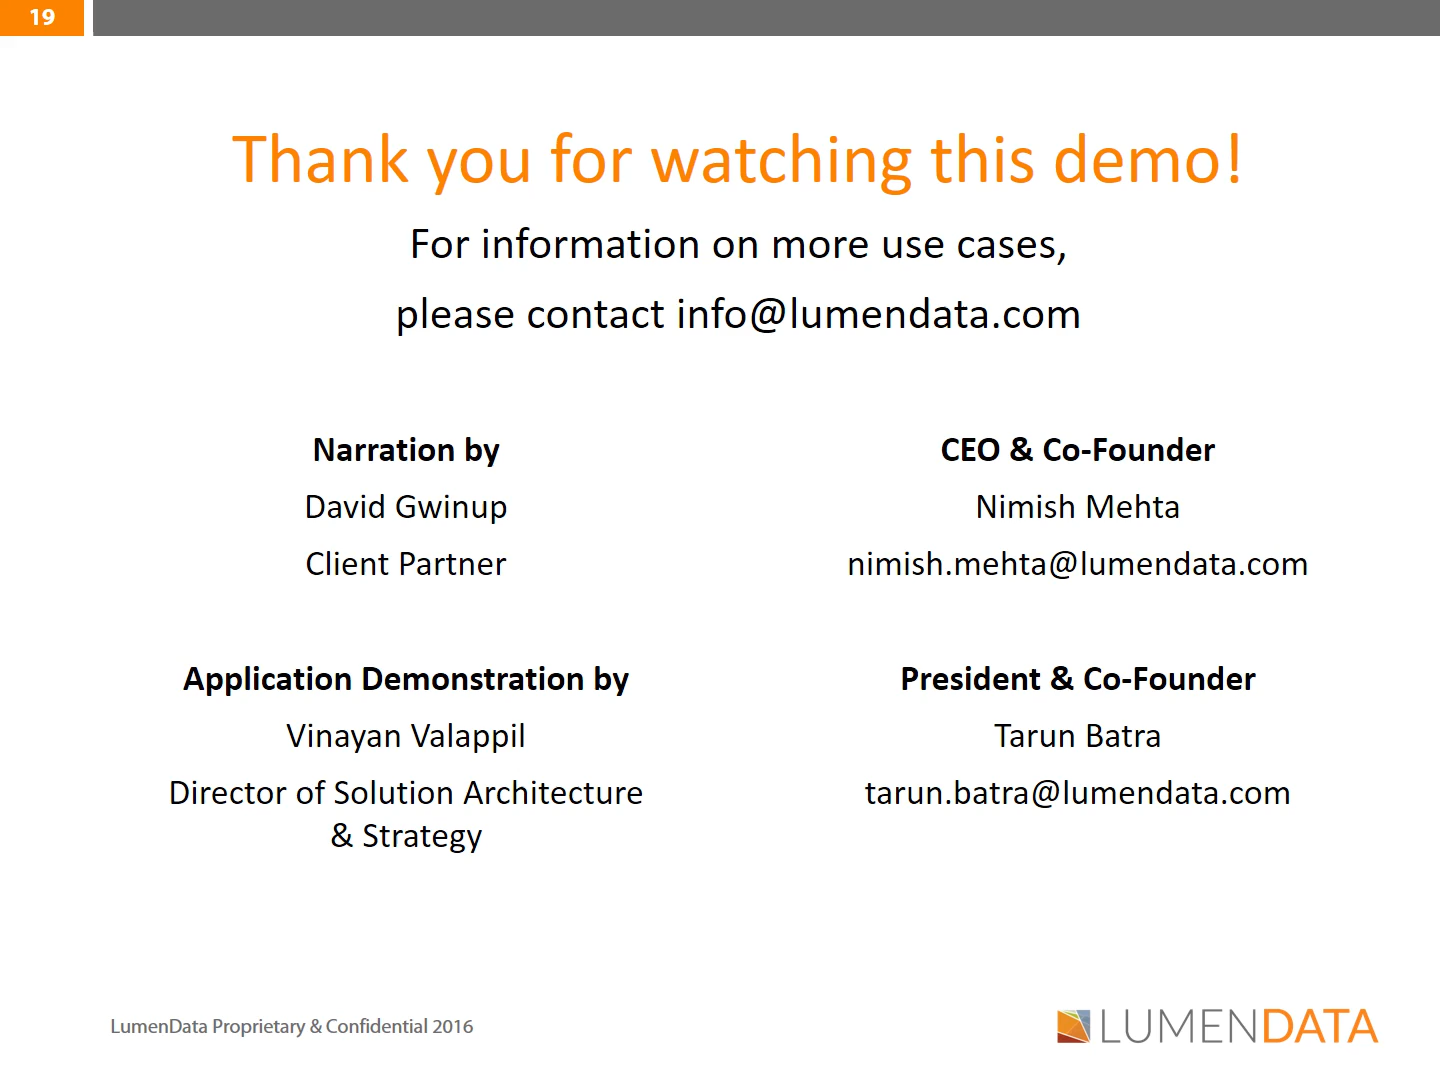 19
Thank you for watching this demo!
For information on more use cases,
please contact info@lumendata.com
Narration by
David Gwinup
Client Partner
CEO & Co-Founder
Nimish Mehta
nimish.mehta@lumendata.com
Application Demonstration by
Vinayan Valappil
Director of Solution Architecture
& Strategy
President & Co-Founder
Tarun Batra
tarun.batra@lumendata.com
LumenData Proprietary & Confidential 2016
LUMENDATA